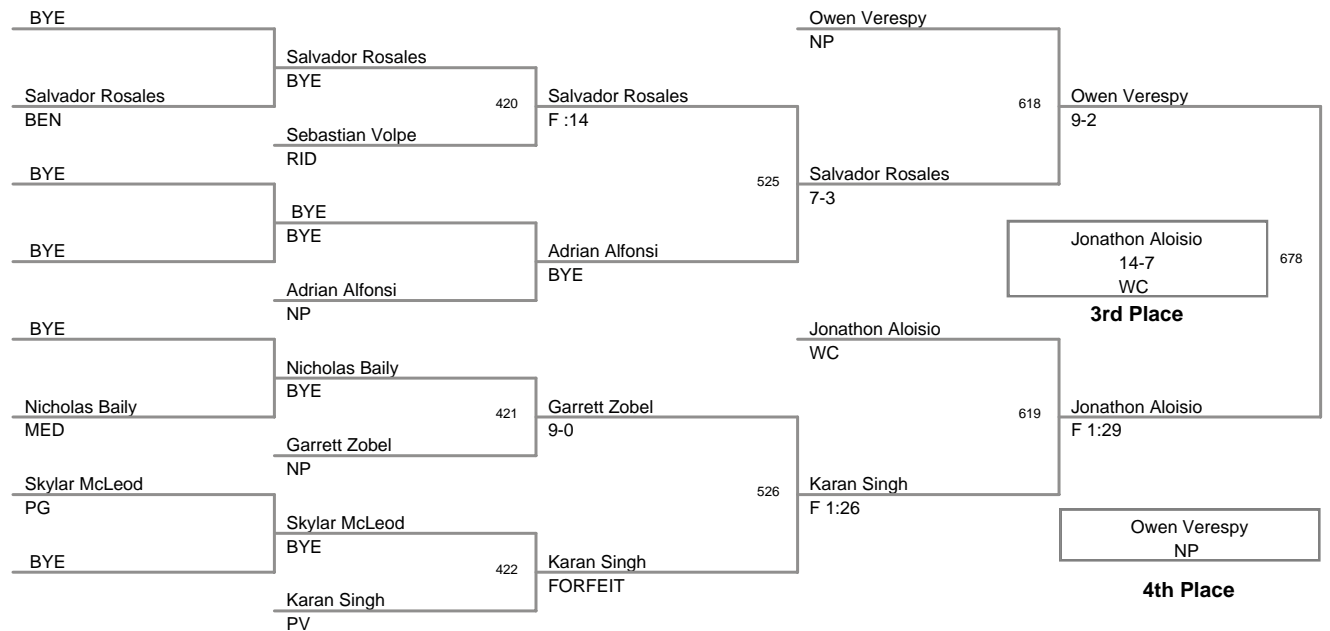 BYE
Salvador Rosales
BEN
BYE
BYE
BYE
Nicholas Baily
MED
Skylar McLeod
PG
BYE
Salvador Rosales
BYE
420
Sebastian Volpe
RID
BYE
BYE
Adrian Alfonsi
NP
Nicholas Baily
BYE
421
Garrett Zobel
NP
Skylar McLeod
BYE
422
Karan Singh
PV
Salvador Rosales
F :14
525
Adrian Alfonsi
BYE
Garrett Zobel
9-0
526
Karan Singh
FORFEIT
Owen Verespy
NP
618
Salvador Rosales
7-3
Jonathon Aloisio
WC
619
Karan Singh
F 1:26
Owen Verespy
9-2
678
Jonathon Aloisio
F 1:29
Jonathon Aloisio
14-7
WC
3rd Place
Owen Verespy
NP
4th Place